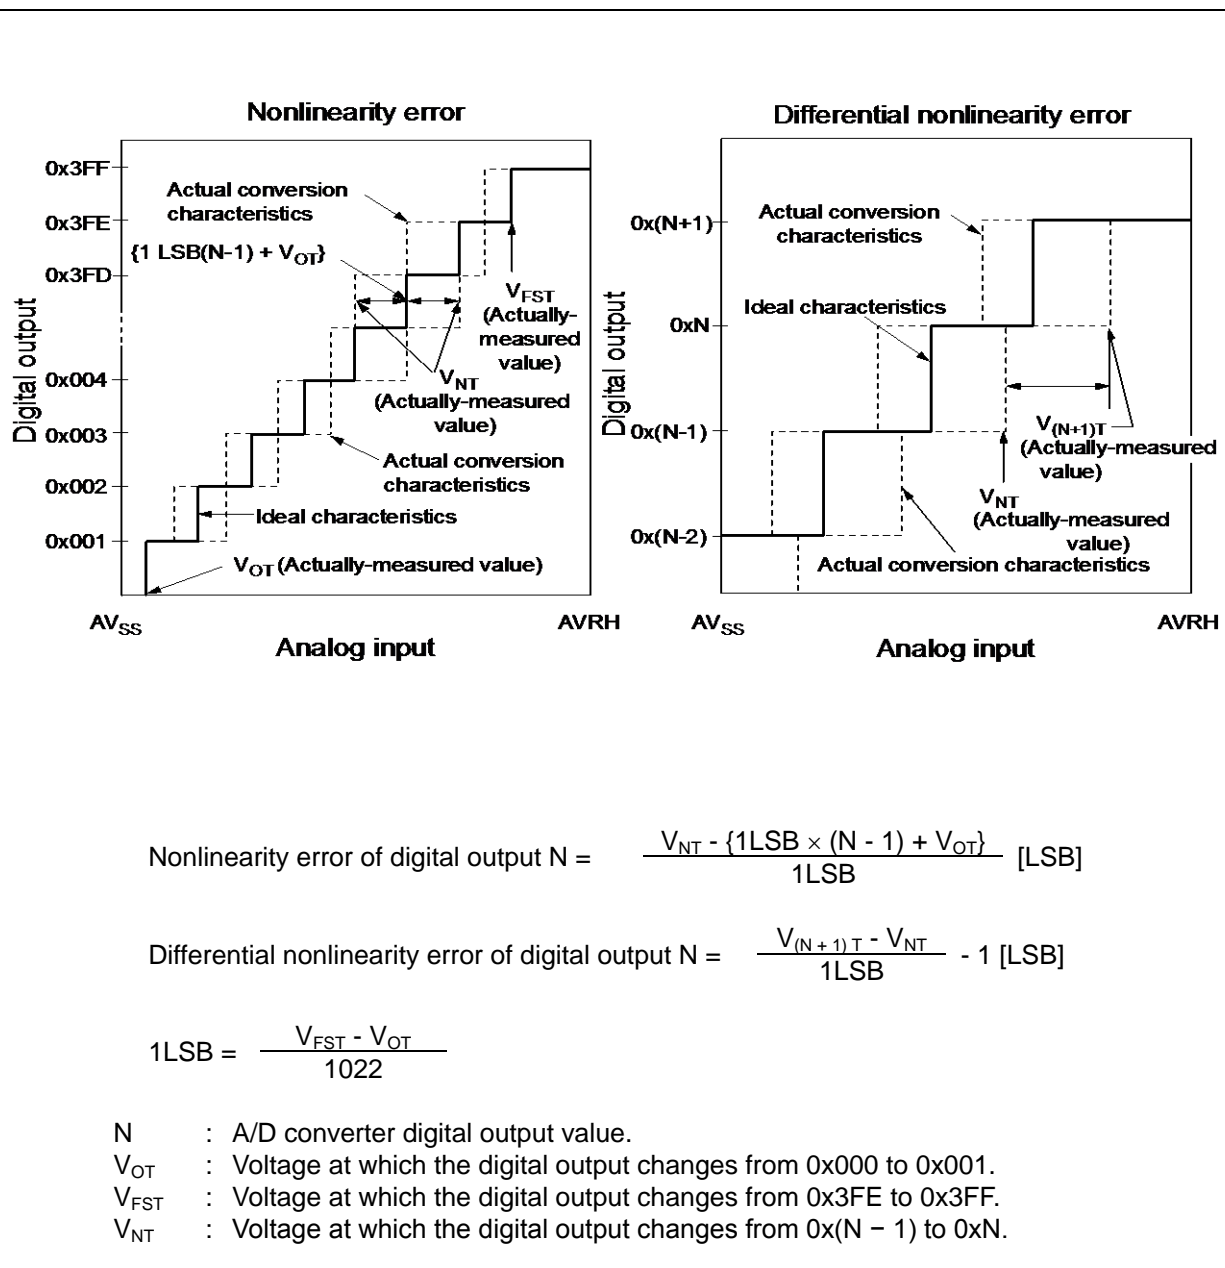 Nonlinearity error
0x3FF
0x3FE
0x3FD
0x004
0x003
0x002
0x001
Digital output
Actual conversion
characteristics
{1 LSB(N-1) + VOT}
VFST
(Actually-
measured
value)
VNT
(Actually-measured
value)
Actual conversion
characteristics
Ideal characteristics
VOT (Actually-measured value)
AVSS
AVRH
Analog input
Differential nonlinearity error
0x(N+1)
0xN
0x(N-1)
0x(N-2)
Digital output
Actual conversion
characteristics
Ideal characteristics
V(N+1)T
(Actually-measured
value)
VNT
(Actually-measured
value)
Actual conversion characteristics
AVSS
AVRH
Analog input
Nonlinearity error of digital output N = VNT - {1LSB × (N - 1) + VOT} / 1LSB [LSB]
Differential nonlinearity error of digital output N = V(N + 1) T - VNT / 1LSB - 1 [LSB]
1LSB = VFST - VOT / 1022
N : A/D converter digital output value.
VOT : Voltage at which the digital output changes from 0x000 to 0x001.
VFST : Voltage at which the digital output changes from 0x3FE to 0x3FF.
VNT : Voltage at which the digital output changes from 0x(N − 1) to 0xN.